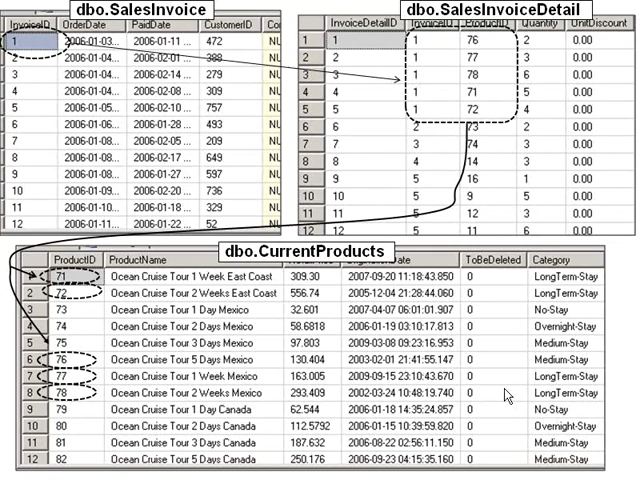 dbo.SalesInvoice
InvoiceID OrderDate PaidDate CustomerID
1 2006-01-03... 2006-01-11 ... 472 NU
2 2006-01-04... 2006-02-01 ... 388 NU
3 2006-01-04... 2006-02-14 ... 279 NU
4 2006-01-04... 2006-02-08 ... 309 NU
5 2006-01-05... 2006-02-10 ... 757 NU
6 2006-01-06... 2006-01-28 ... 493 NU
7 2006-01-08... 2006-02-05 ... 209 NU
8 2006-01-08... 2006-02-17 ... 649 NU
9 2006-01-08... 2006-01-27 ... 597 NU
10 2006-01-09... 2006-02-20 ... 736 NU
11 2006-01-10... 2006-01-18 ... 329 NU
12 2006-01-11... 2006-01-22 ... 52 NU
dbo.SalesInvoiceDetail
InvoiceDetailID InvoiceID ProductID Quantity UnitDiscount
1 1 1 76 2 0.00
2 2 1 77 3 0.00
3 3 1 78 6 0.00
4 4 1 71 5 0.00
5 5 1 72 4 0.00
6 6 2 73 2 0.00
7 7 3 74 3 0.00
8 8 4 14 3 0.00
9 9 5 16 1 0.00
10 10 5 9 5 0.00
11 11 5 12 3 0.00
12 12 5 11 6 0.00
dbo.CurrentProducts
ProductID ProductName Date ToBeDeleted Category
1 71 Ocean Cruise Tour 1 Week East Coast 309.30 2007-09-20 11:18:43.850 0 LongTerm-Stay
2 72 Ocean Cruise Tour 2 Weeks East Coast 556.74 2005-12-04 21:28:44.060 0 LongTerm-Stay
3 73 Ocean Cruise Tour 1 Day Mexico 32.601 2007-04-07 06:01:01.907 0 No-Stay
4 74 Ocean Cruise Tour 2 Days Mexico 58.6818 2006-01-19 03:10:17.813 0 Overnight-Stay
5 75 Ocean Cruise Tour 3 Days Mexico 97.803 2009-03-08 09:23:16.953 0 Medium-Stay
6 76 Ocean Cruise Tour 5 Days Mexico 130.404 2003-02-01 21:41:55.147 0 Medium-Stay
7 77 Ocean Cruise Tour 1 Week Mexico 163.005 2009-09-15 23:10:43.670 0 LongTerm-Stay
8 78 Ocean Cruise Tour 2 Weeks Mexico 293.409 2002-03-24 10:48:19.740 0 LongTerm-Stay
9 79 Ocean Cruise Tour 1 Day Canada 62.544 2006-01-18 14:35:24.857 0 No-Stay
10 80 Ocean Cruise Tour 2 Days Canada 112.5792 2006-01-15 10:39:59.820 0 Overnight-Stay
11 81 Ocean Cruise Tour 3 Days Canada 187.632 2006-08-22 02:56:11.150 0 Medium-Stay
12 82 Ocean Cruise Tour 5 Days Canada 250.176 2006-09-23 04:15:35.160 0 Medium-Stay